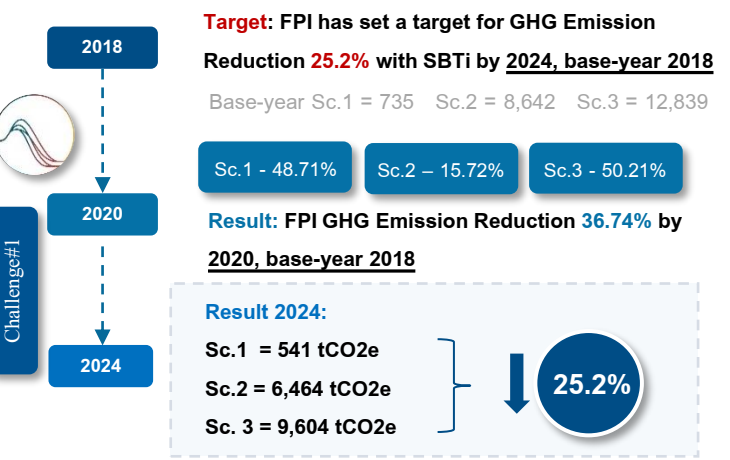 2018
Target: FPI has set a target for GHG Emission
Reduction 25.2% with SBTi by 2024, base-year 2018
Base-year Sc.1 = 735 Sc.2 = 8,642 Sc.3 = 12,839
Sc.1 - 48.71%
Sc.2 – 15.72%
Sc.3 - 50.21%
2020
Result: FPI GHG Emission Reduction 36.74% by
2020, base-year 2018
Challenge#1
2024
Result 2024:
Sc.1 = 541 tCO2e
Sc.2 = 6,464 tCO2e
Sc. 3 = 9,604 tCO2e
25.2%